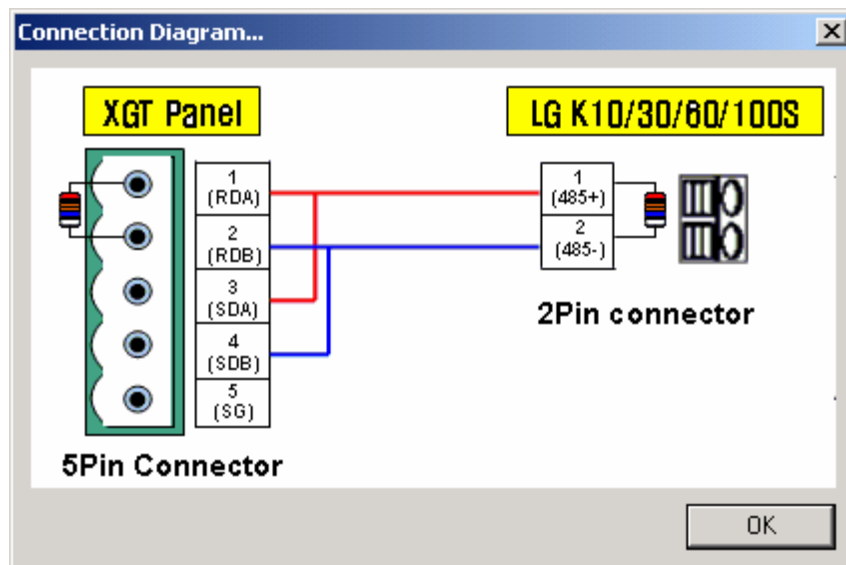 Connection Diagram...
XGT Panel
LG K10/30/60/100S
1
(RDA)
2
(RDB)
3
(SDA)
4
(SDB)
5
(SG)
1
(485+)
2
(485-)
2Pin connector
5Pin Connector
OK